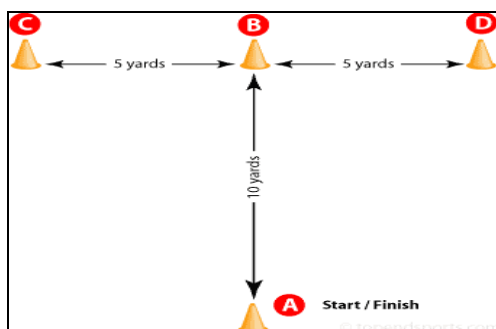 C B D
5 yards 5 yards
10 yards
A Start / Finish
© topendsports.com